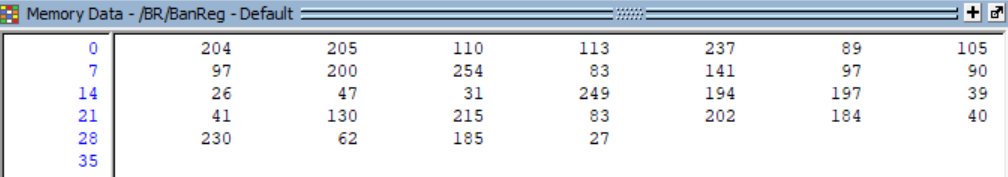 Memory Data - /BR/BanReg - Default
0 204 205 110 113 237 89 105
7 97 200 254 83 141 97 90
14 26 47 31 249 194 197 39
21 41 130 215 83 202 184 40
28 230 62 185 27
35